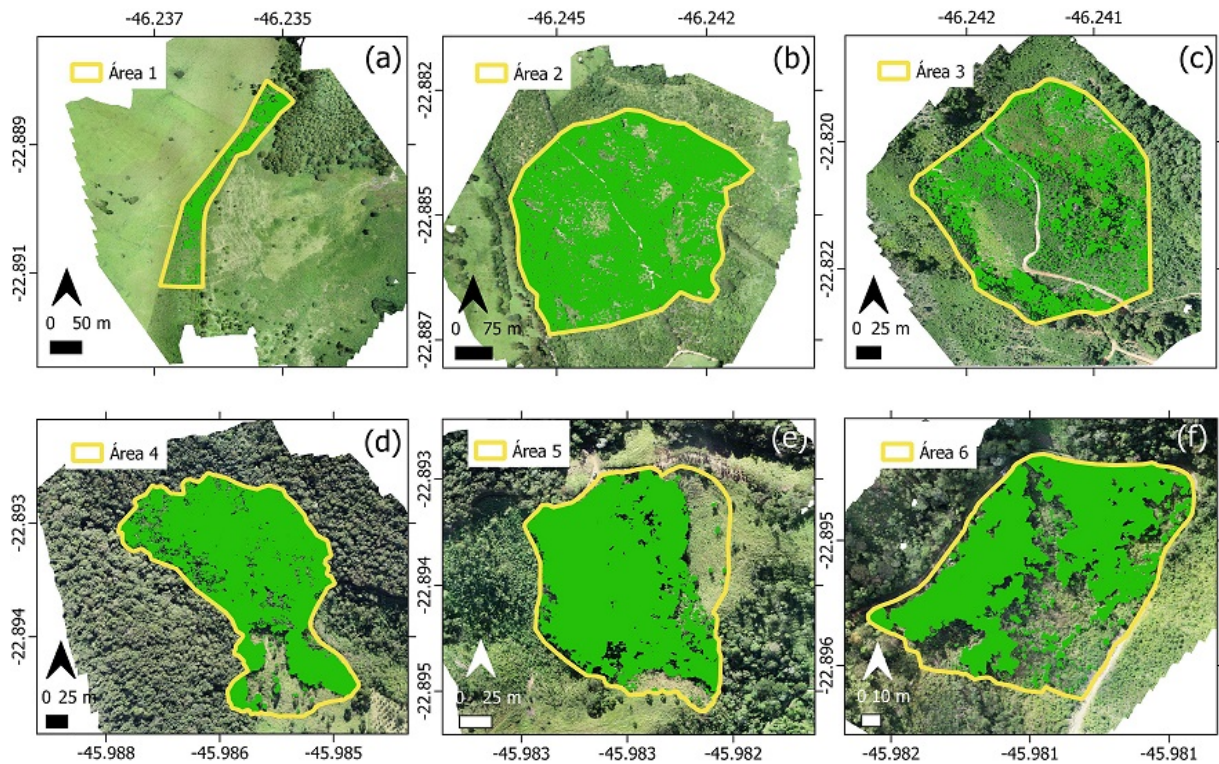 -46.237 -46.235
-46.245 -46.242
-46.242 -46.241
(a)
Área 1
-22.889
-22.891
0 50 m
(b)
Área 2
-22.882
-22.885
-22.887
0 75 m
(c)
Área 3
-22.820
-22.822
0 25 m
(d)
Área 4
-22.893
-22.894
0 25 m
(e)
Área 5
-22.893
-22.894
-22.895
0 25 m
(f)
Área 6
-22.895
-22.896
0 10 m
-45.988 -45.986 -45.985
-45.983 -45.983 -45.982
-45.982 -45.981 -45.981